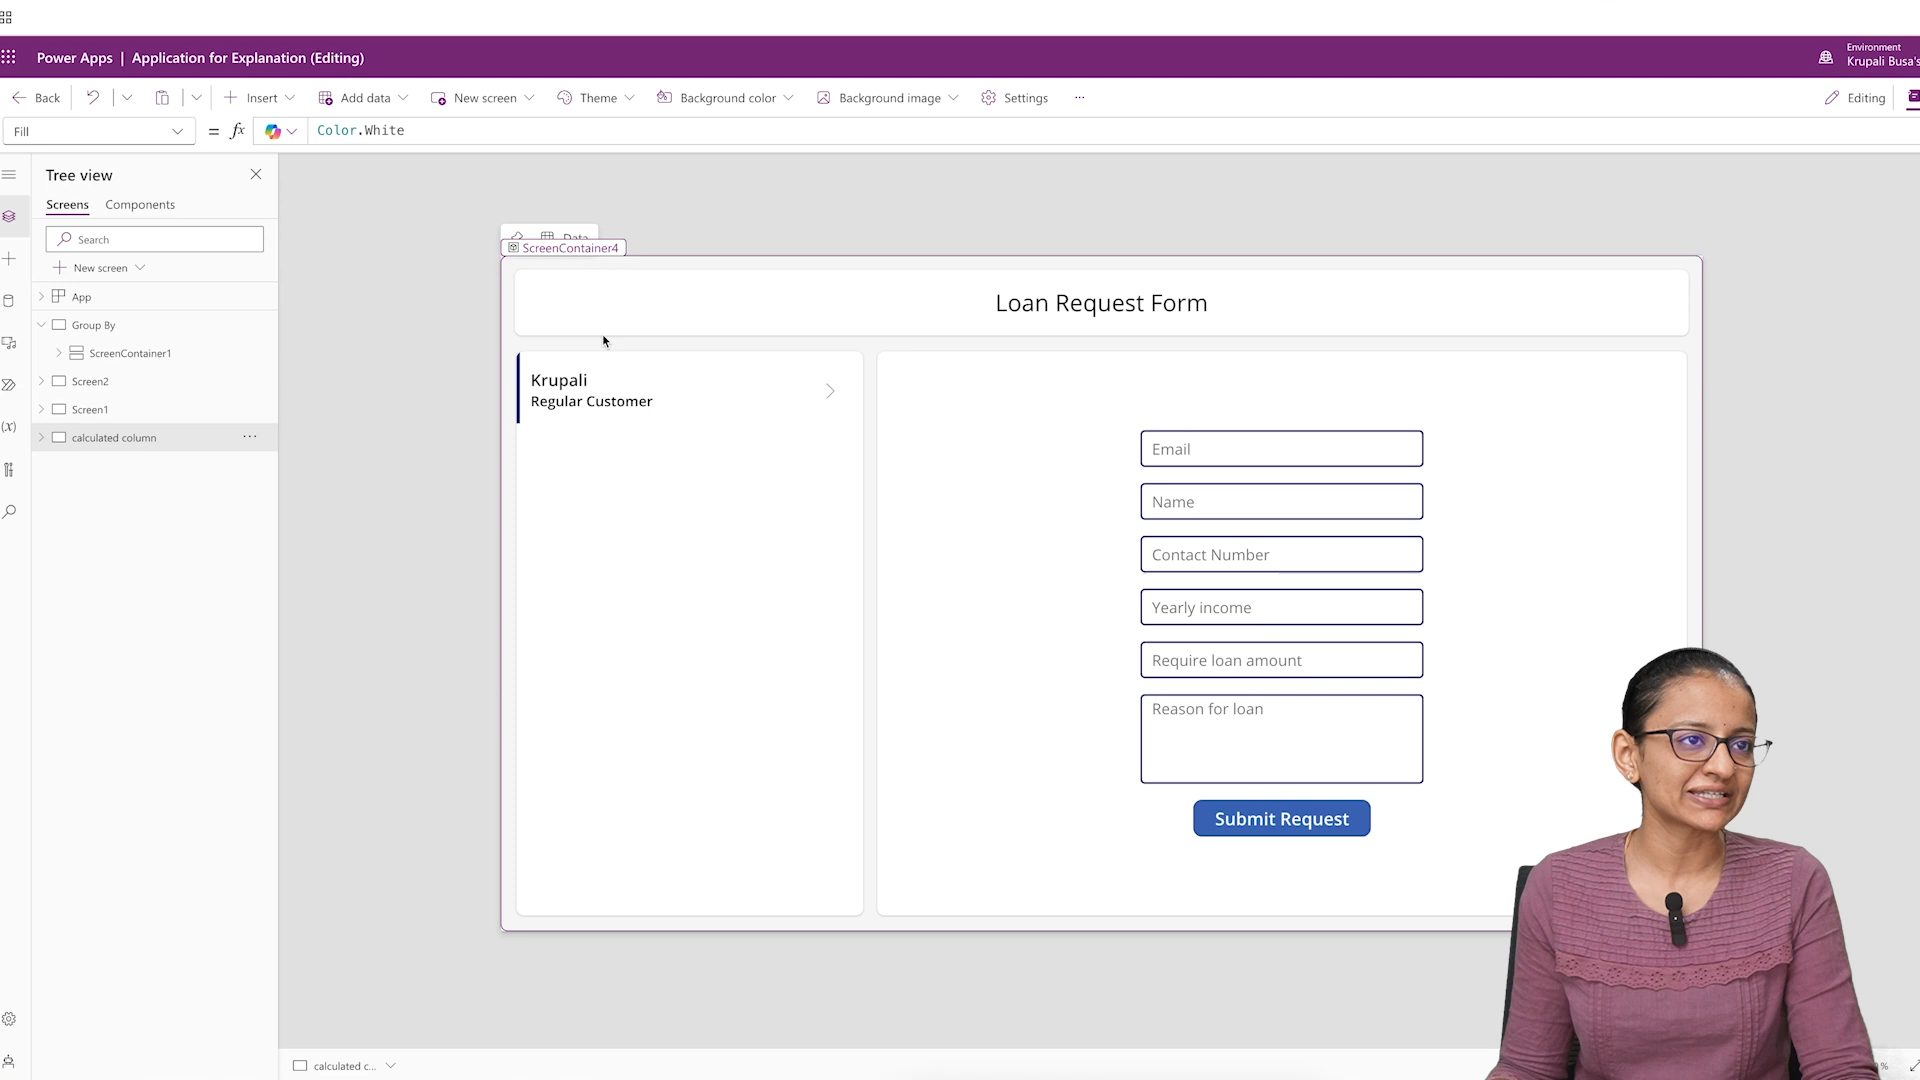 Power Apps | Application for Explanation (Editing)
Environment
Krupali Busa's
Back
Insert
Add data
New screen
Theme
Background color
Background image
Settings
...
Editing
Fill
= fx
Color.White
Tree view
Screens
Components
Search
New screen
App
Group By
ScreenContainer1
Screen2
Screen1
calculated column
...
Data
ScreenContainer4
Loan Request Form
Krupali
Regular Customer
Email
Name
Contact Number
Yearly income
Require loan amount
Reason for loan
Submit Request
calculated c...
%